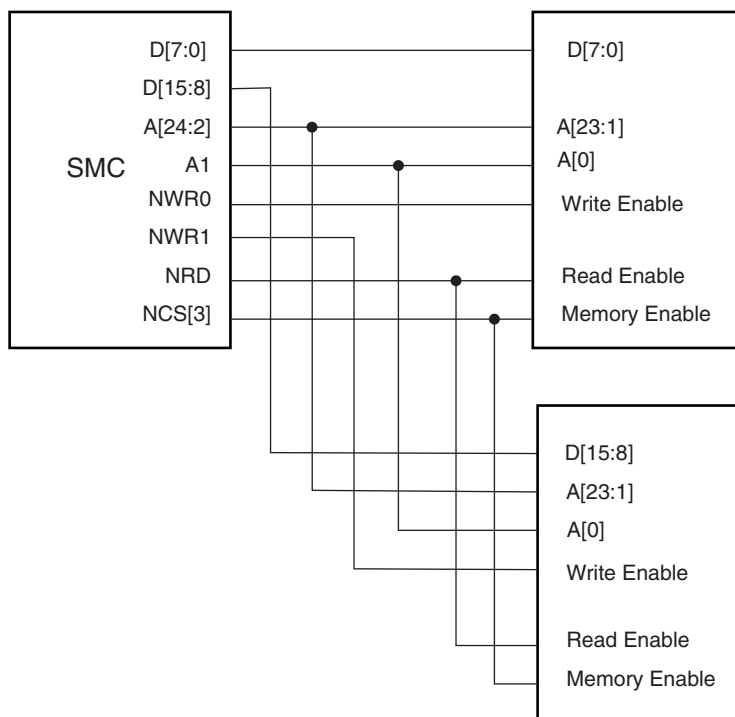 SMC
D[7:0]
D[15:8]
A[24:2]
A1
NWR0
NWR1
NRD
NCS[3]
D[7:0]
A[23:1]
A[0]
Write Enable
Read Enable
Memory Enable
D[15:8]
A[23:1]
A[0]
Write Enable
Read Enable
Memory Enable